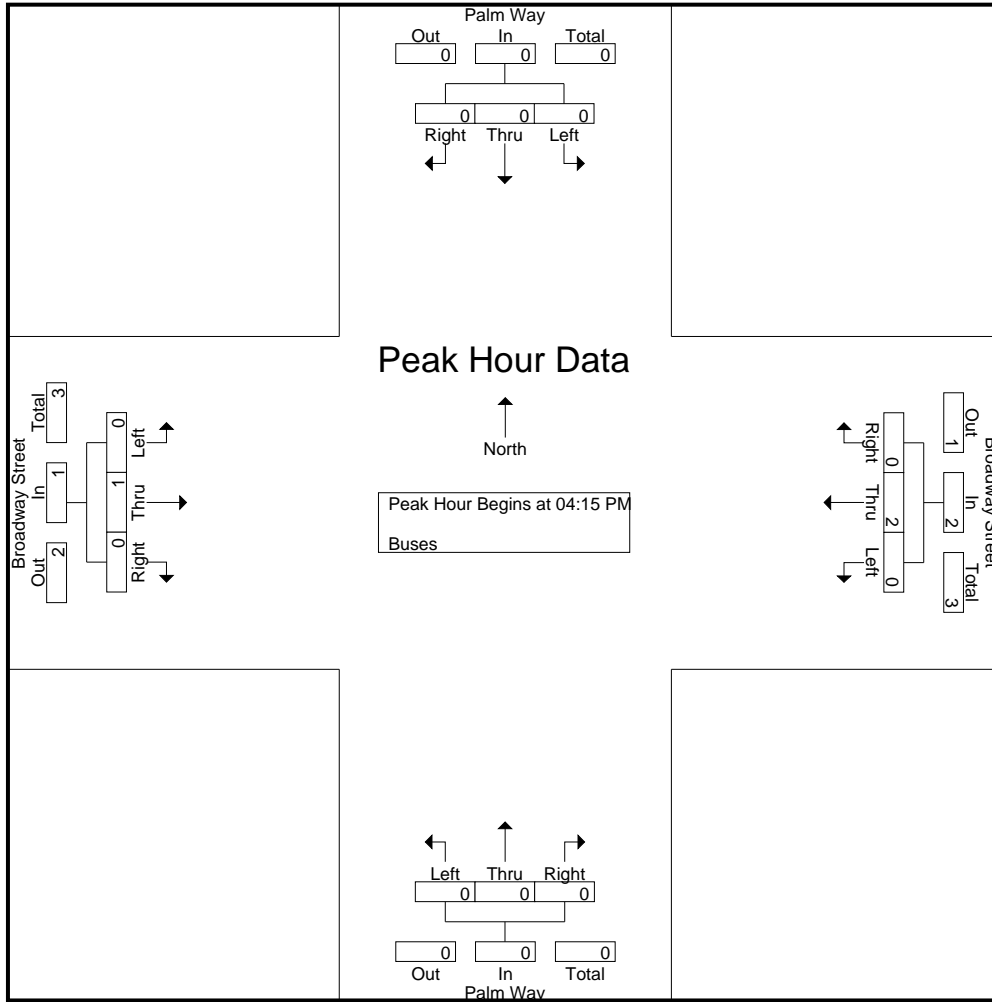 Palm Way
Out In Total
0 0 0
0 0 0
Right Thru Left
Peak Hour Data
North
Peak Hour Begins at 04:15 PM
Buses
Broadway Street
Total In Out
3 1 2
0 1 0
Left Thru Right
Right Thru Left
0 2 0
Out In Total
1 2 3
Broadway Street
Left Thru Right
0 0 0
0 0 0
Out In Total
Palm Way